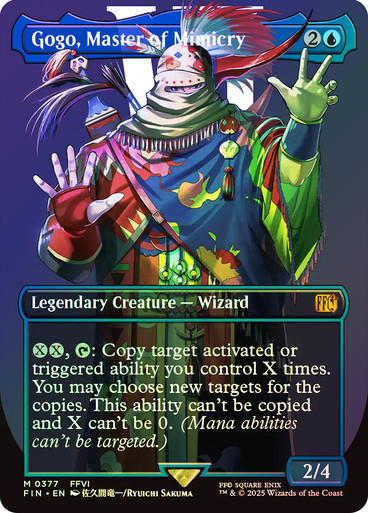 Gogo, Master of Mimicry 2
Legendary Creature — Wizard
X X, T: Copy target activated or
triggered ability you control X times.
You may choose new targets for the
copies. This ability can't be copied
and X can't be 0. (Mana abilities
can't be targeted.)
2/4
M 0377 FFVI
FIN • EN 佐久間竜一/Ryuichi Sakuma
FF© SQUARE ENIX
™ & © 2025 Wizards of the Coast